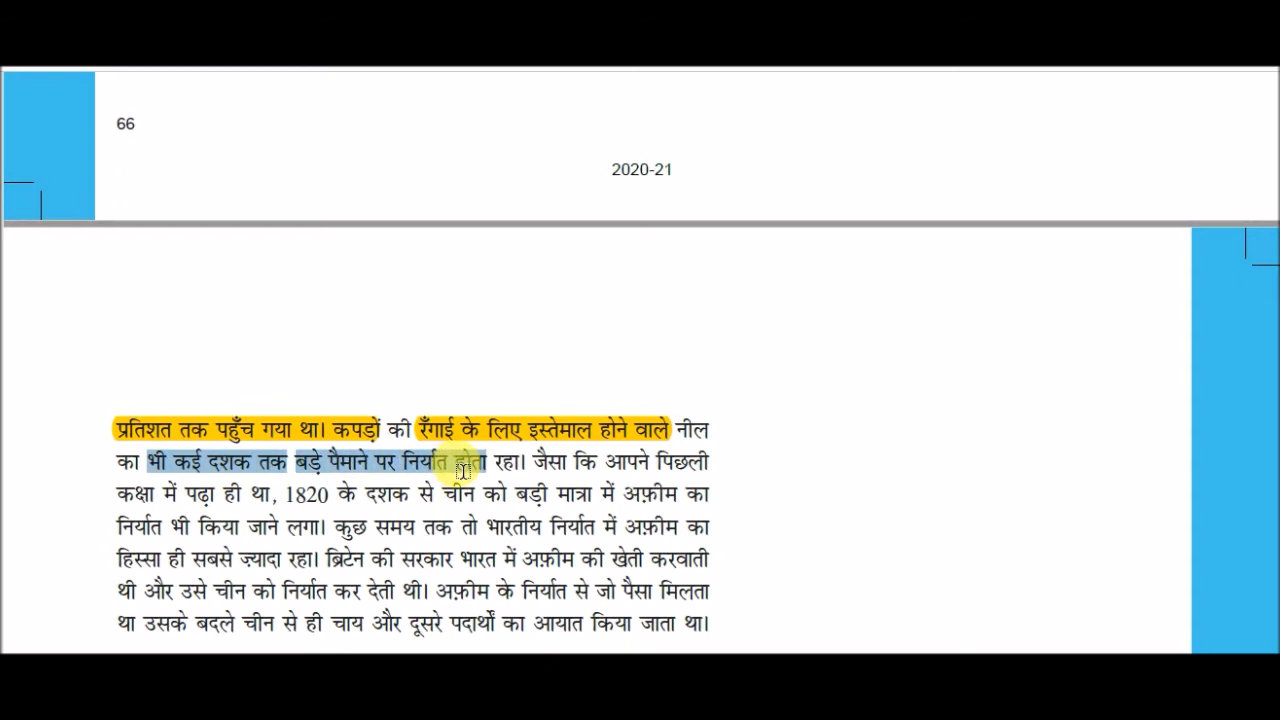 66
2020-21
प्रतिशत तक पहुँच गया था। कपड़ों की रँगाई के लिए इस्तेमाल होने वाले नील
का भी कई दशक तक बड़े पैमाने पर निर्यात होता रहा। जैसा कि आपने पिछली
कक्षा में पढ़ा ही था, 1820 के दशक से चीन को बड़ी मात्रा में अफ़ीम का
निर्यात भी किया जाने लगा। कुछ समय तक तो भारतीय निर्यात में अफ़ीम का
हिस्सा ही सबसे ज़्यादा रहा। ब्रिटेन की सरकार भारत में अफ़ीम की खेती करवाती
थी और उसे चीन को निर्यात कर देती थी। अफ़ीम के निर्यात से जो पैसा मिलता
था उसके बदले चीन से ही चाय और दूसरे पदार्थों का आयात किया जाता था।